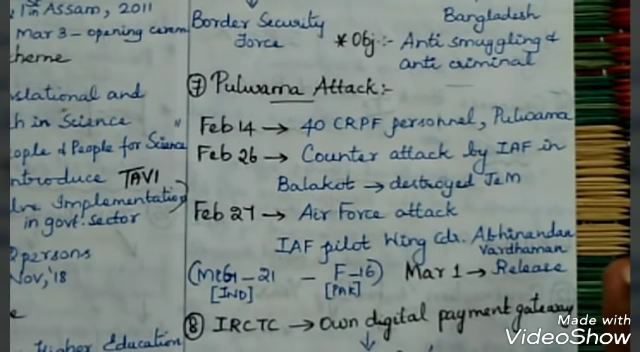 1st in Assam, 2011
Mar 3 – opening cerem
heme
slational and
h in Science
ople & People for Science"
ntroduce TAVI
Implementation
in govt. sector
persons
Nov,'18
Higher Education
Border Security
Force
Bangladesh
* Obj :- Anti smuggling &
anti criminal
⑦ Pulwama Attack:-
Feb 14 → 40 CRPF personnel, Pulwama
Feb 26 → Counter attack by IAF in
Balakot → destroyed JeM
Feb 27 → Air Force attack
IAF pilot Wing Cdr. Abhinandan
Vardhaman
(MIG – 21 – F-16) Mar 1 → Release
[IND] [PAK]
⑧ IRCTC → own digital payment gateway
Made with
VideoShow